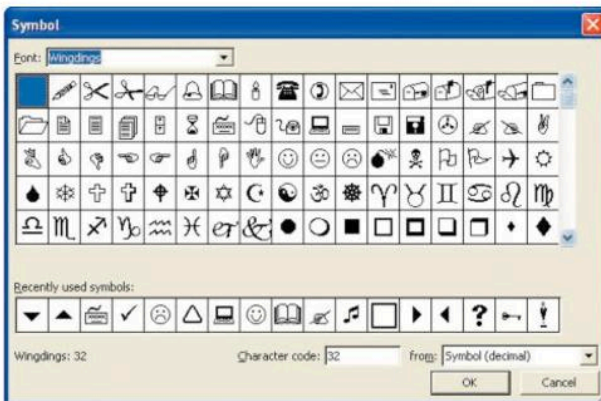 Symbol
Font: Wingdings
Recently used symbols:
Wingdings: 32
Character code: 32
from: Symbol (decimal)
OK
Cancel